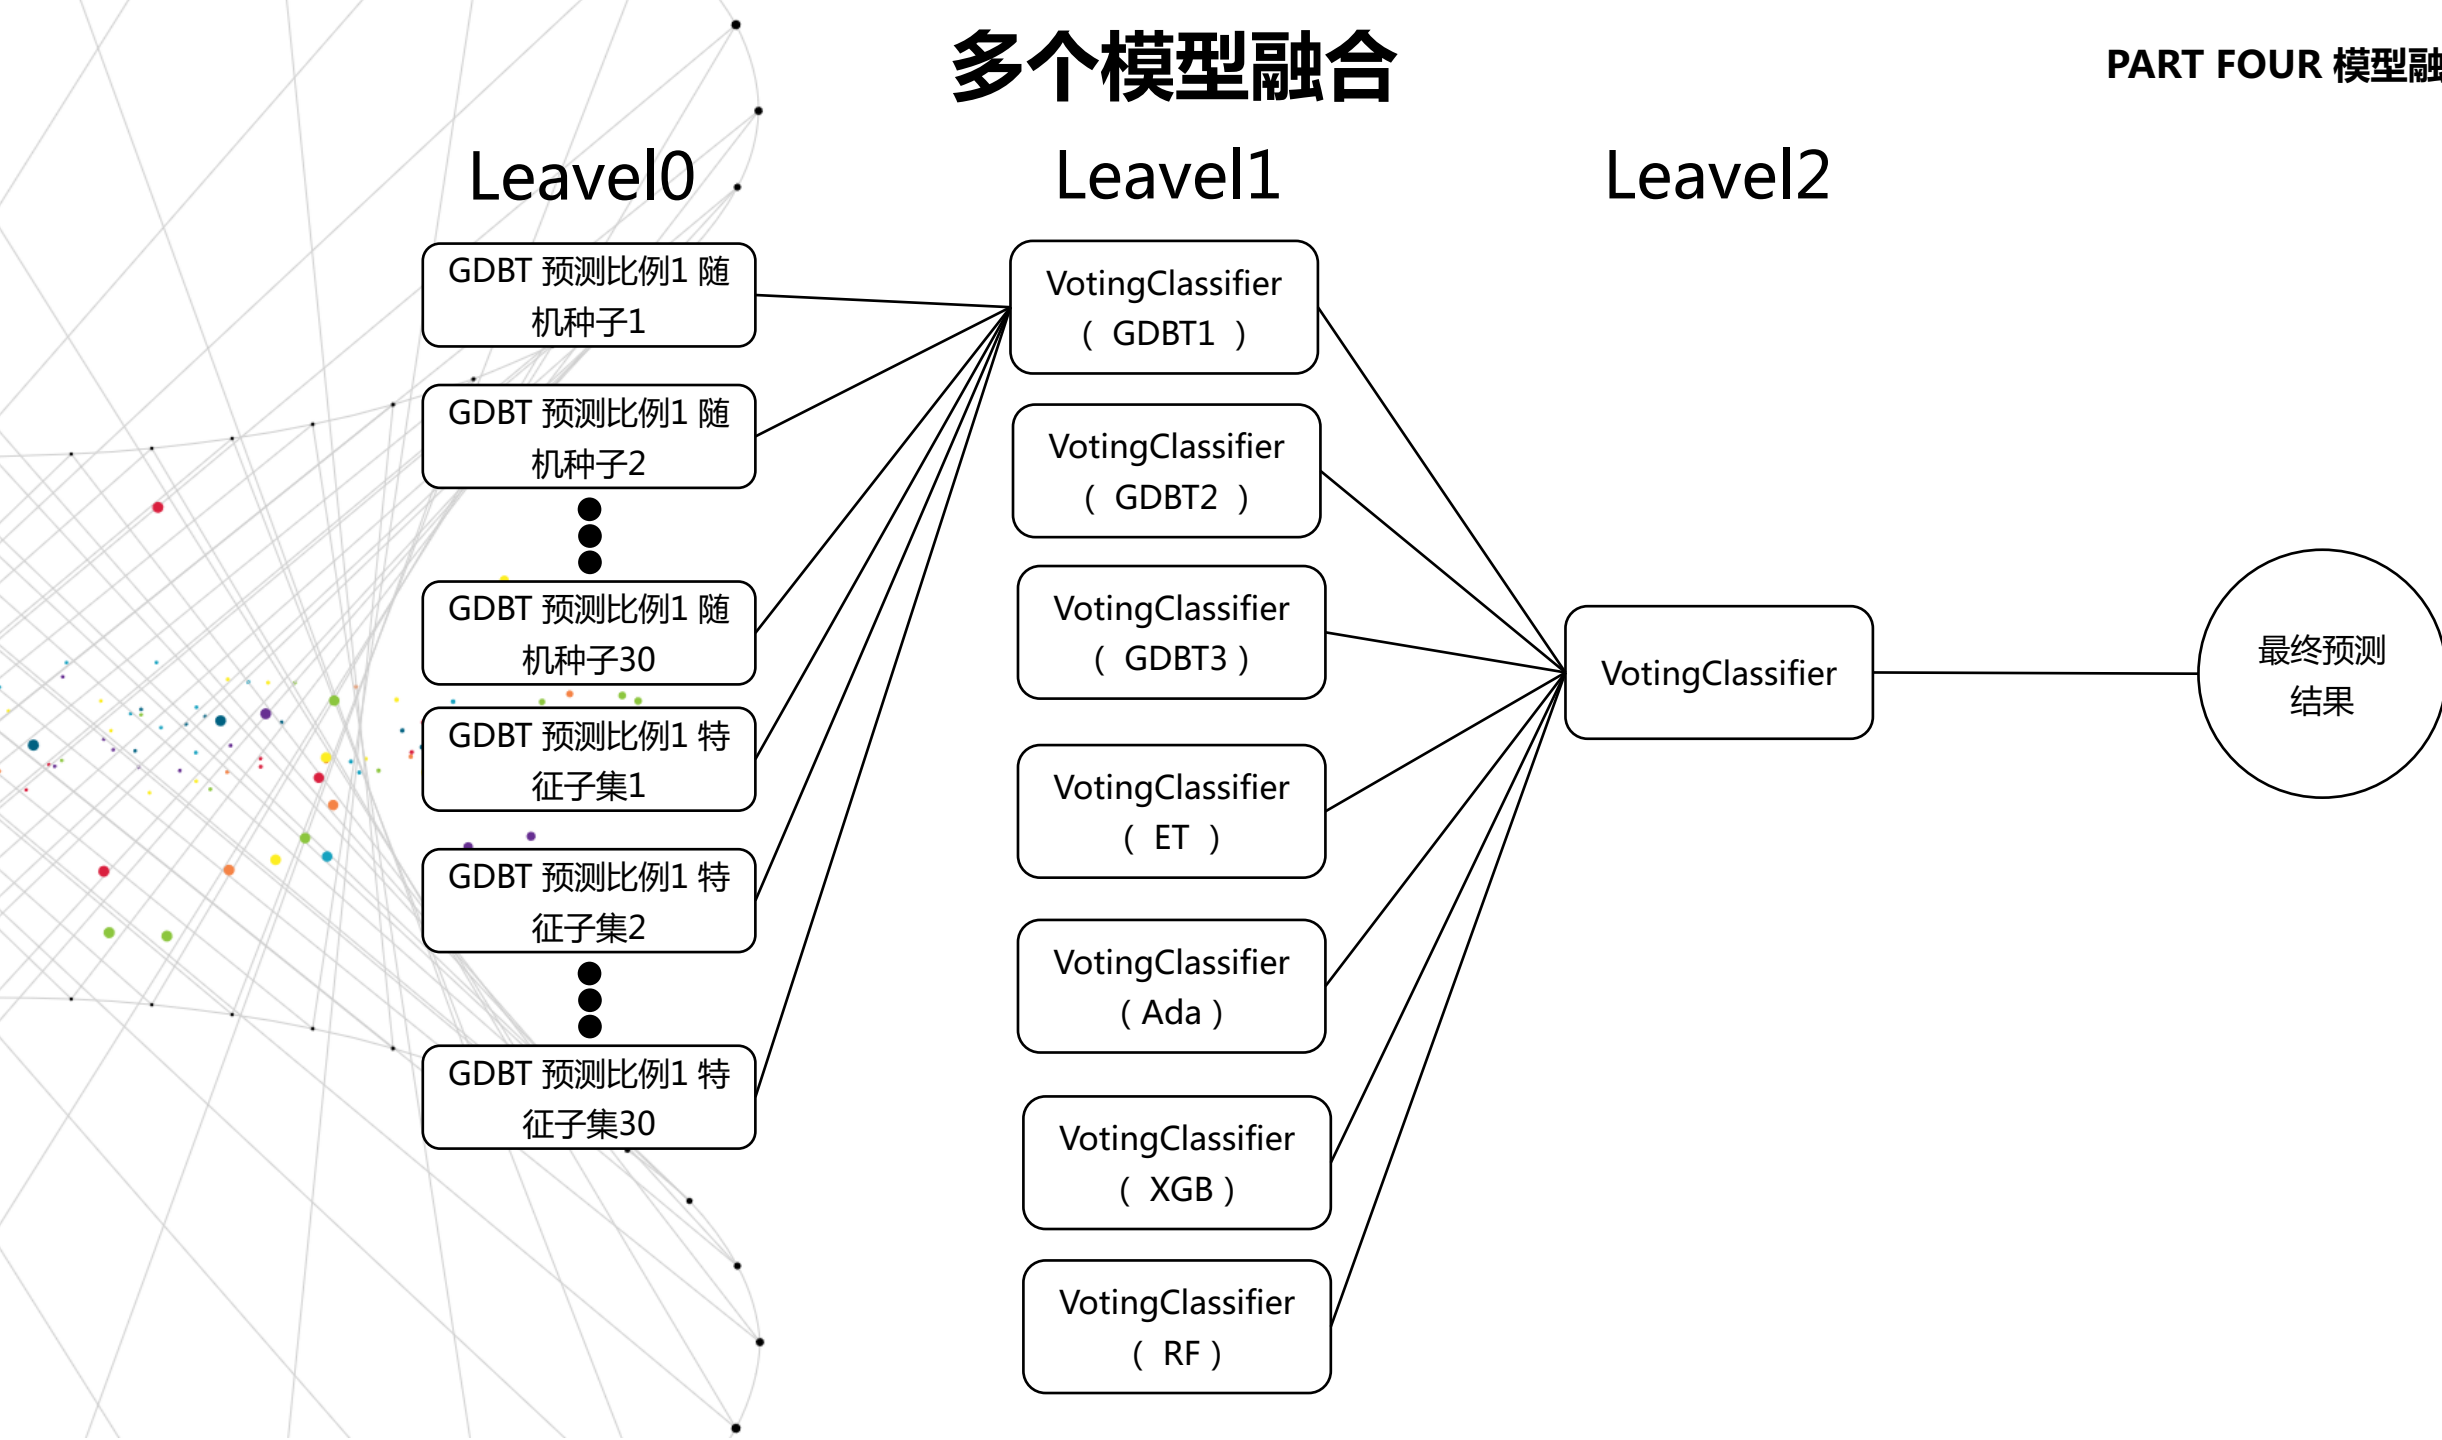 多个模型融合
PART FOUR 模型融
Leavel0
Leavel1
Leavel2
GDBT 预测比例1 随
机种子1
GDBT 预测比例1 随
机种子2
GDBT 预测比例1 随
机种子30
GDBT 预测比例1 特
征子集1
GDBT 预测比例1 特
征子集2
GDBT 预测比例1 特
征子集30
VotingClassifier
( GDBT1 )
VotingClassifier
( GDBT2 )
VotingClassifier
( GDBT3 )
VotingClassifier
( ET )
VotingClassifier
( Ada )
VotingClassifier
( XGB )
VotingClassifier
( RF )
VotingClassifier
最终预测
结果